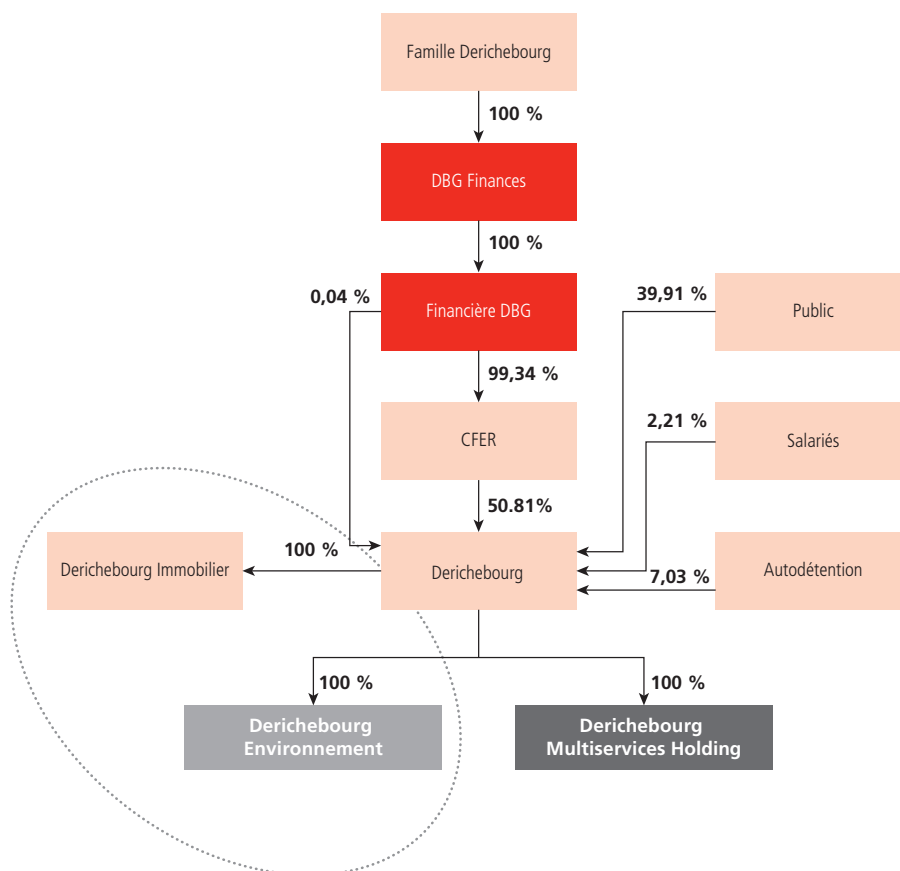 Famille Derichebourg
100 %
DBG Finances
100 %
0,04 %
Financière DBG
39,91 %
Public
99,34 %
CFER
2,21 %
Salariés
50.81%
Derichebourg Immobilier
100 %
Derichebourg
7,03 %
Autodétention
100 %
100 %
Derichebourg
Environnement
Derichebourg
Multiservices Holding